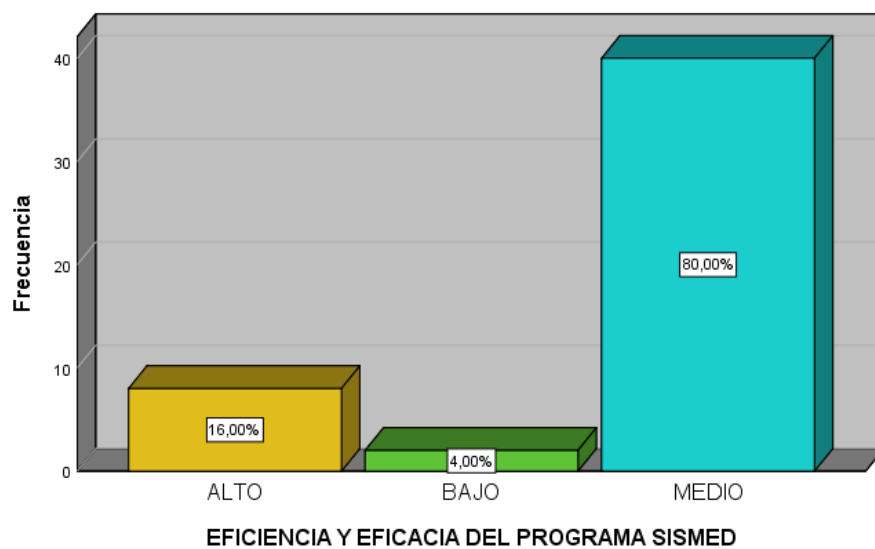 Frecuencia
40
30
20
10
0
16,00%
4,00%
80,00%
ALTO BAJO MEDIO
EFICIENCIA Y EFICACIA DEL PROGRAMA SISMED